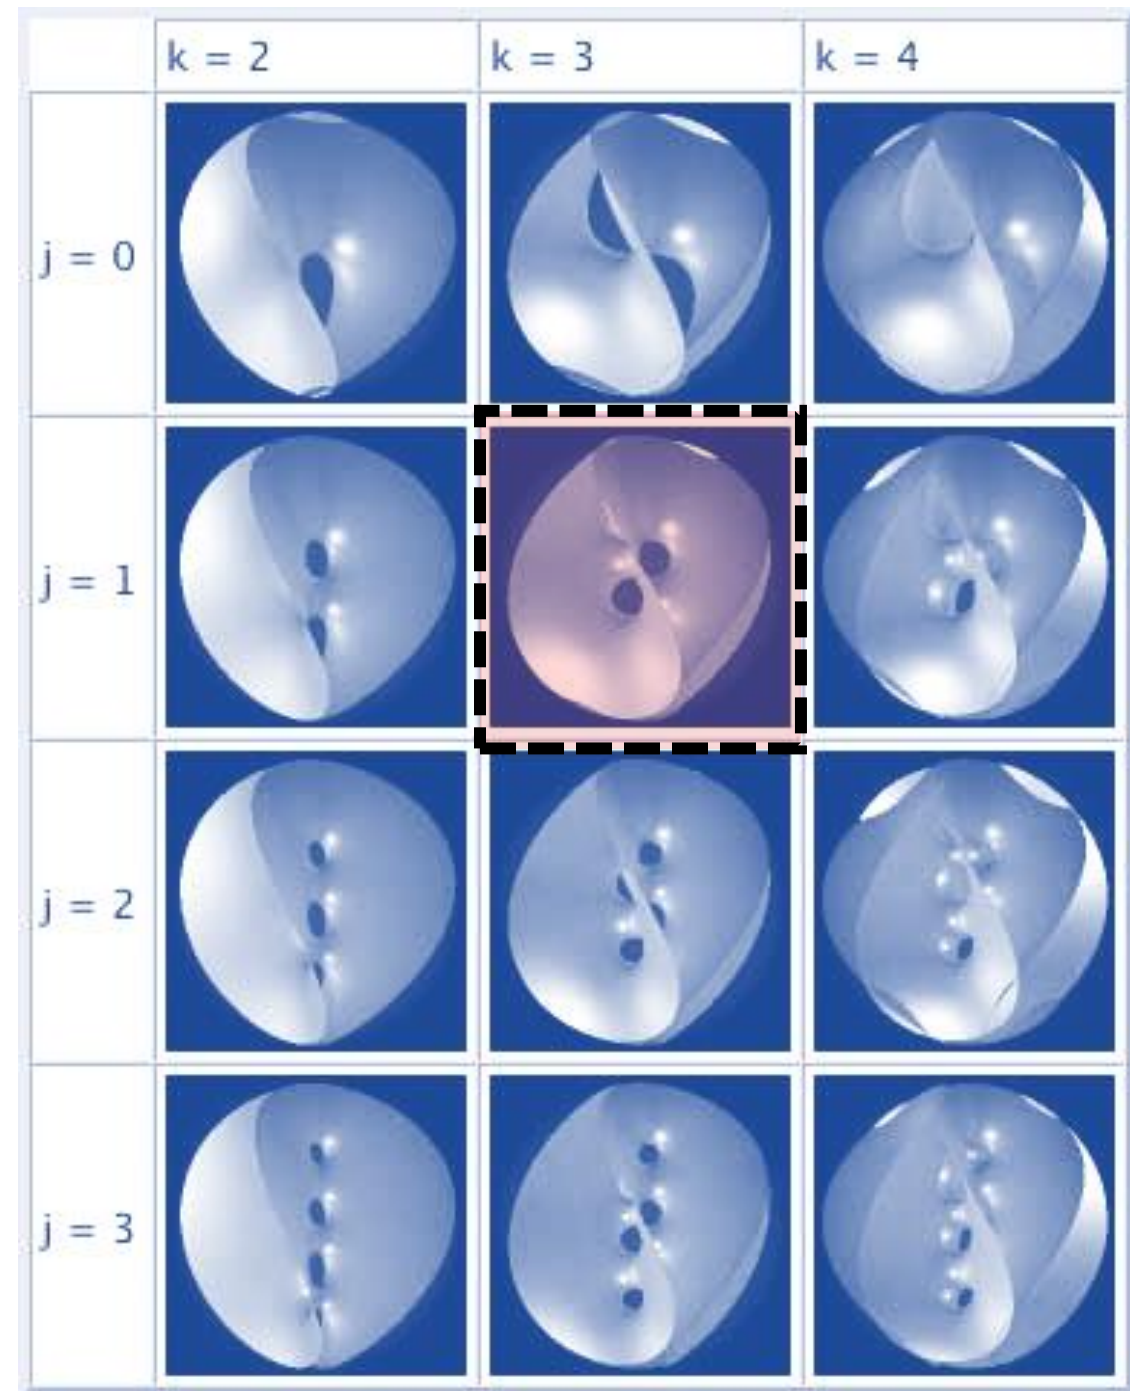 k = 2 k = 3 k = 4
j = 0
j = 1
j = 2
j = 3